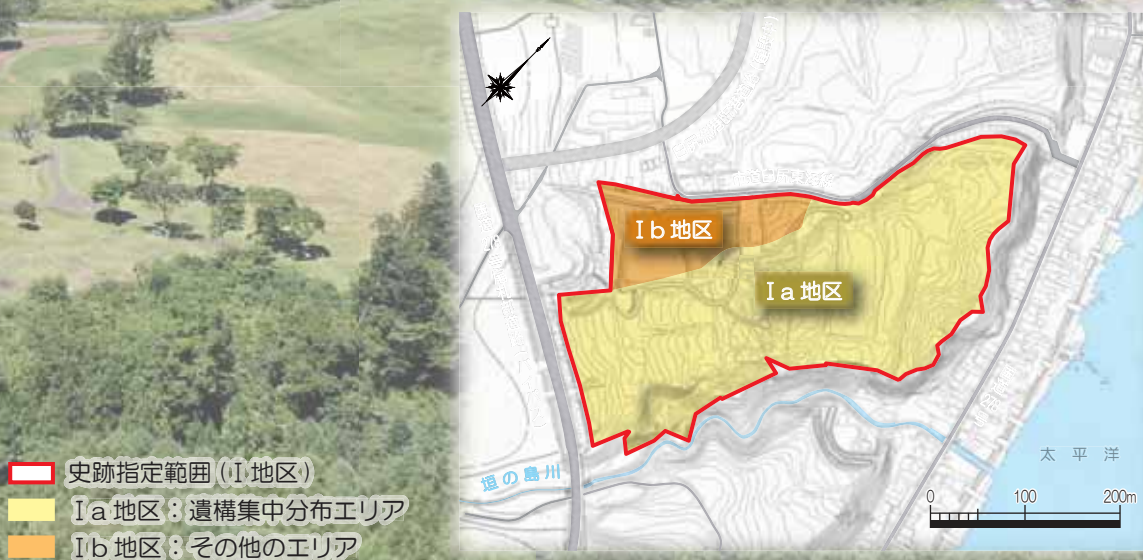 Ⅰb地区
Ⅰa地区
垣の島川
太平洋
0 100 200m
史跡指定範囲(Ⅰ地区)
Ⅰa地区:遺構集中分布エリア
Ⅰb地区:その他のエリア